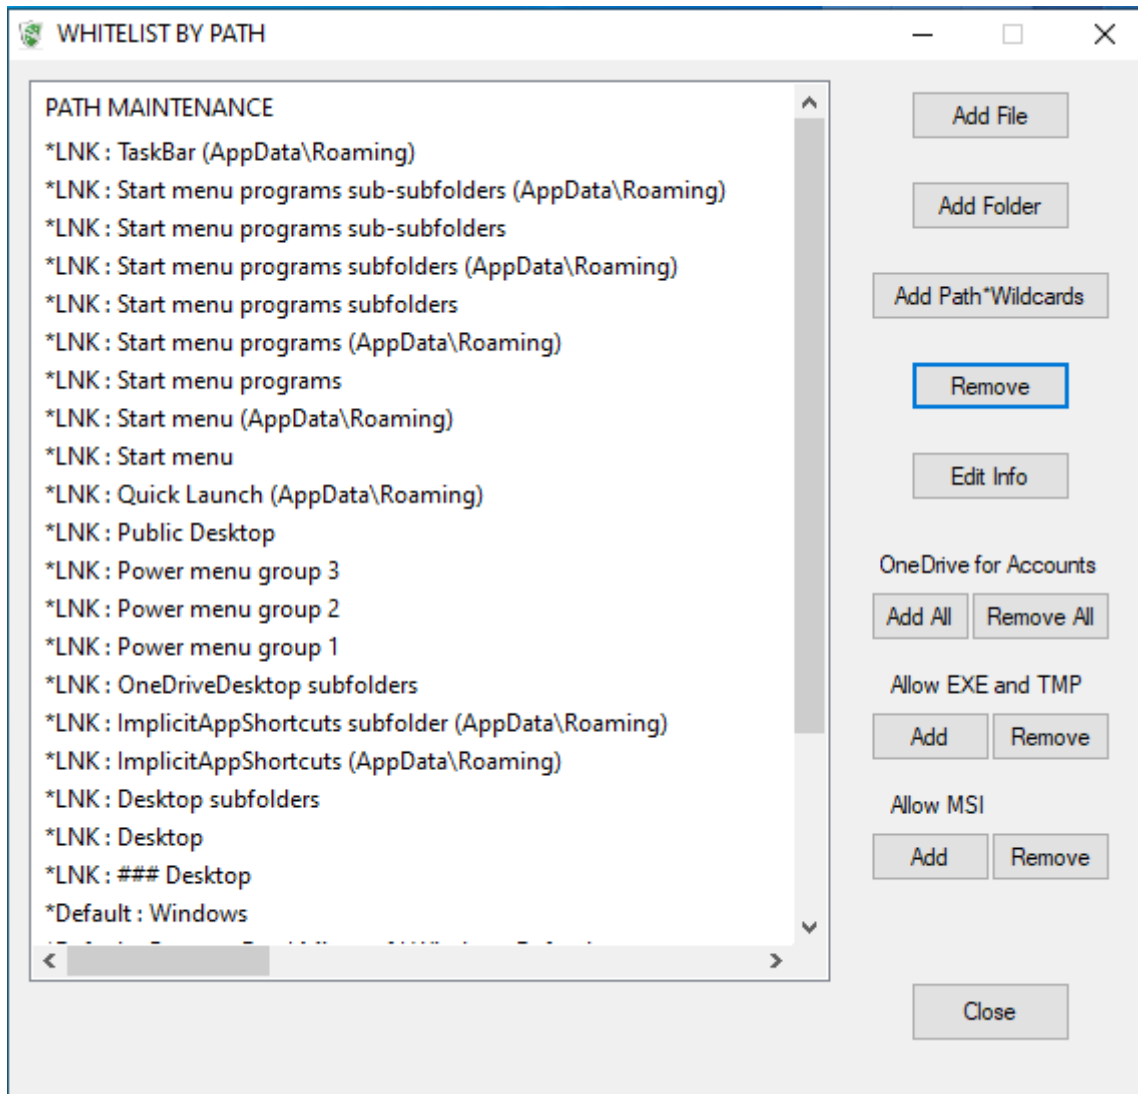 WHITELIST BY PATH
PATH MAINTENANCE
*LNK : TaskBar (AppData\Roaming)
*LNK : Start menu programs sub-subfolders (AppData\Roaming)
*LNK : Start menu programs sub-subfolders
*LNK : Start menu programs subfolders (AppData\Roaming)
*LNK : Start menu programs subfolders
*LNK : Start menu programs (AppData\Roaming)
*LNK : Start menu programs
*LNK : Start menu (AppData\Roaming)
*LNK : Start menu
*LNK : Quick Launch (AppData\Roaming)
*LNK : Public Desktop
*LNK : Power menu group 3
*LNK : Power menu group 2
*LNK : Power menu group 1
*LNK : OneDriveDesktop subfolders
*LNK : ImplicitAppShortcuts subfolder (AppData\Roaming)
*LNK : ImplicitAppShortcuts (AppData\Roaming)
*LNK : Desktop subfolders
*LNK : Desktop
*LNK : ### Desktop
*Default : Windows
Add File
Add Folder
Add Path*Wildcards
Remove
Edit Info
OneDrive for Accounts
Add All Remove All
Allow EXE and TMP
Add Remove
Allow MSI
Add Remove
Close